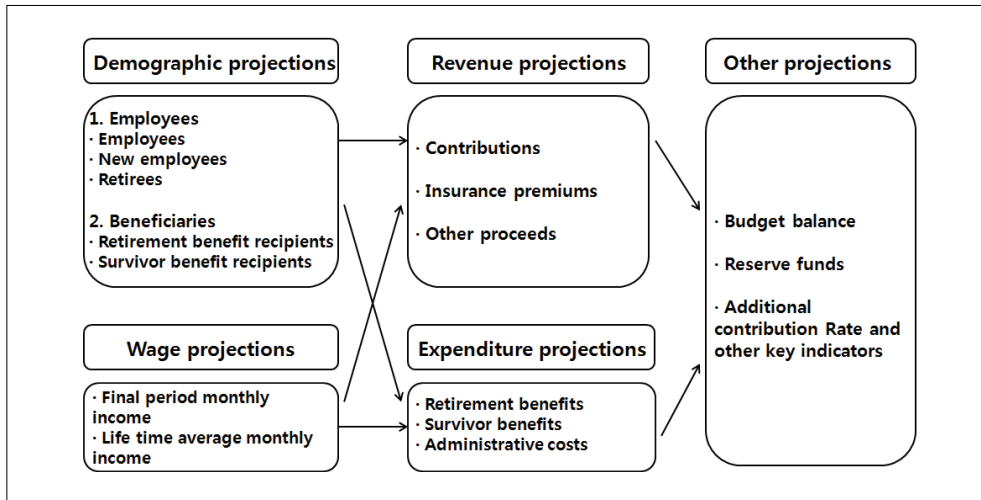 Demographic projections
1. Employees
· Employees
· New employees
· Retirees
2. Beneficiaries
· Retirement benefit recipients
· Survivor benefit recipients
Wage projections
· Final period monthly
income
· Life time average monthly
income
Revenue projections
· Contributions
· Insurance premiums
· Other proceeds
Expenditure projections
· Retirement benefits
· Survivor benefits
· Administrative costs
Other projections
· Budget balance
· Reserve funds
· Additional
contribution Rate and
other key indicators